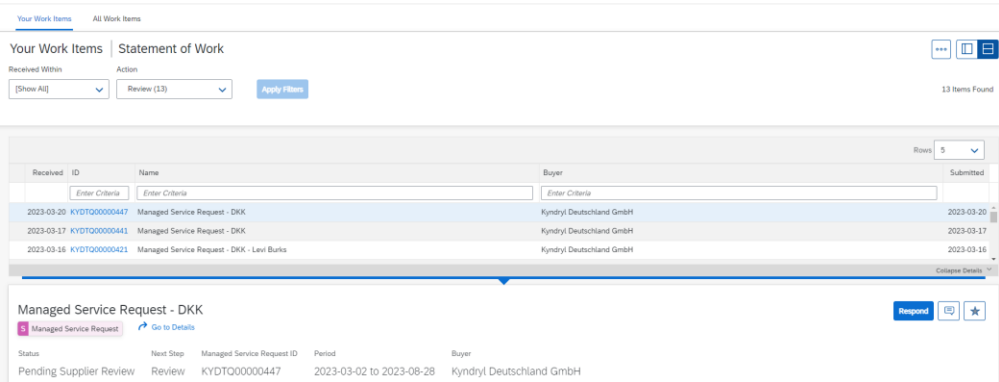 Your Work Items All Work Items
Your Work Items | Statement of Work
Received Within Action
[Show All] Review (13) Apply Filters 13 Items Found
Rows 5
Received ID Name Buyer Submitted
Enter Criteria Enter Criteria Enter Criteria
2023-03-20 KYDTQ00000447 Managed Service Request - DKK Kyndryl Deutschland GmbH 2023-03-20
2023-03-17 KYDTQ00000441 Managed Service Request - DKK Kyndryl Deutschland GmbH 2023-03-17
2023-03-16 KYDTQ00000421 Managed Service Request - DKK - Levi Burks Kyndryl Deutschland GmbH 2023-03-16
Collapse Details
Managed Service Request - DKK Respond
S Managed Service Request Go to Details
Status Next Step Managed Service Request ID Period Buyer
Pending Supplier Review Review KYDTQ00000447 2023-03-02 to 2023-08-28 Kyndryl Deutschland GmbH